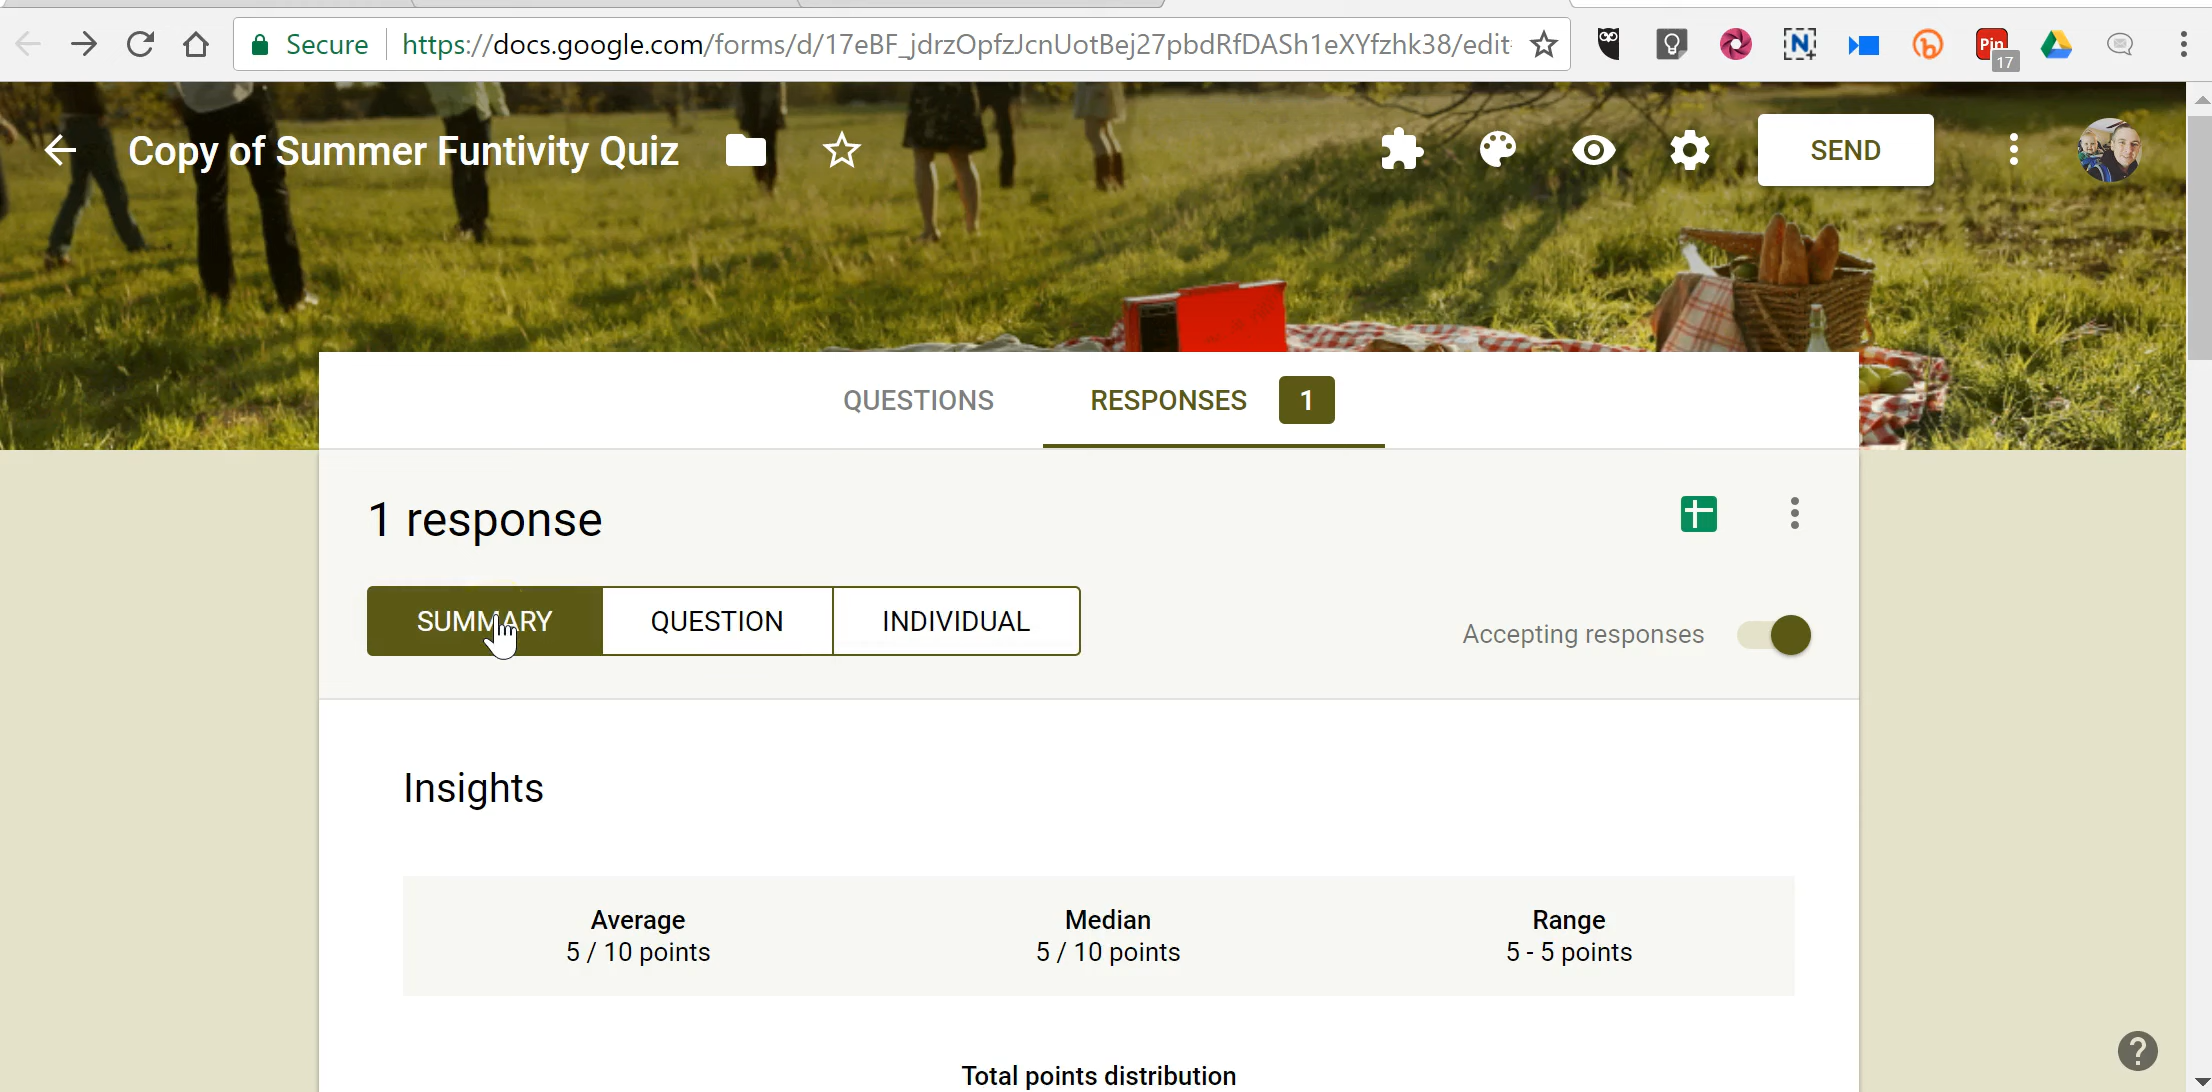 Secure https://docs.google.com/forms/d/17eBF_jdrzOpfzJcnUotBej27pbdRfDASh1eXYfzhk38/edit
Pin
17
Copy of Summer Funtivity Quiz
SEND
QUESTIONS RESPONSES 1
1 response
SUMMARY QUESTION INDIVIDUAL
Accepting responses
Insights
Average Median Range
5 / 10 points 5 / 10 points 5 - 5 points
Total points distribution